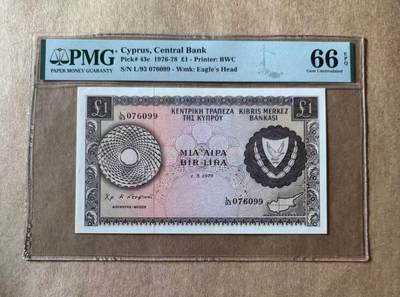 PMG
PAPER MONEY GUARANTY
Cyprus, Central Bank
Pick# 43c 1976-78 £1 - Printer: BWC
S/N L/93 076099 - Wmk: Eagle's Head
66 EPQ
Gem Uncirculated
£1
ΚΕΝΤΡΙΚΗ ΤΡΑΠΕΖΑ ΤΗΣ ΚΥΠΡΟΥ
KIBRIS MERKEZ BANKASI
£1
L/93 076099
ΜΙΑ ΛΙΡΑ
BIR LIRA
L/93 076099